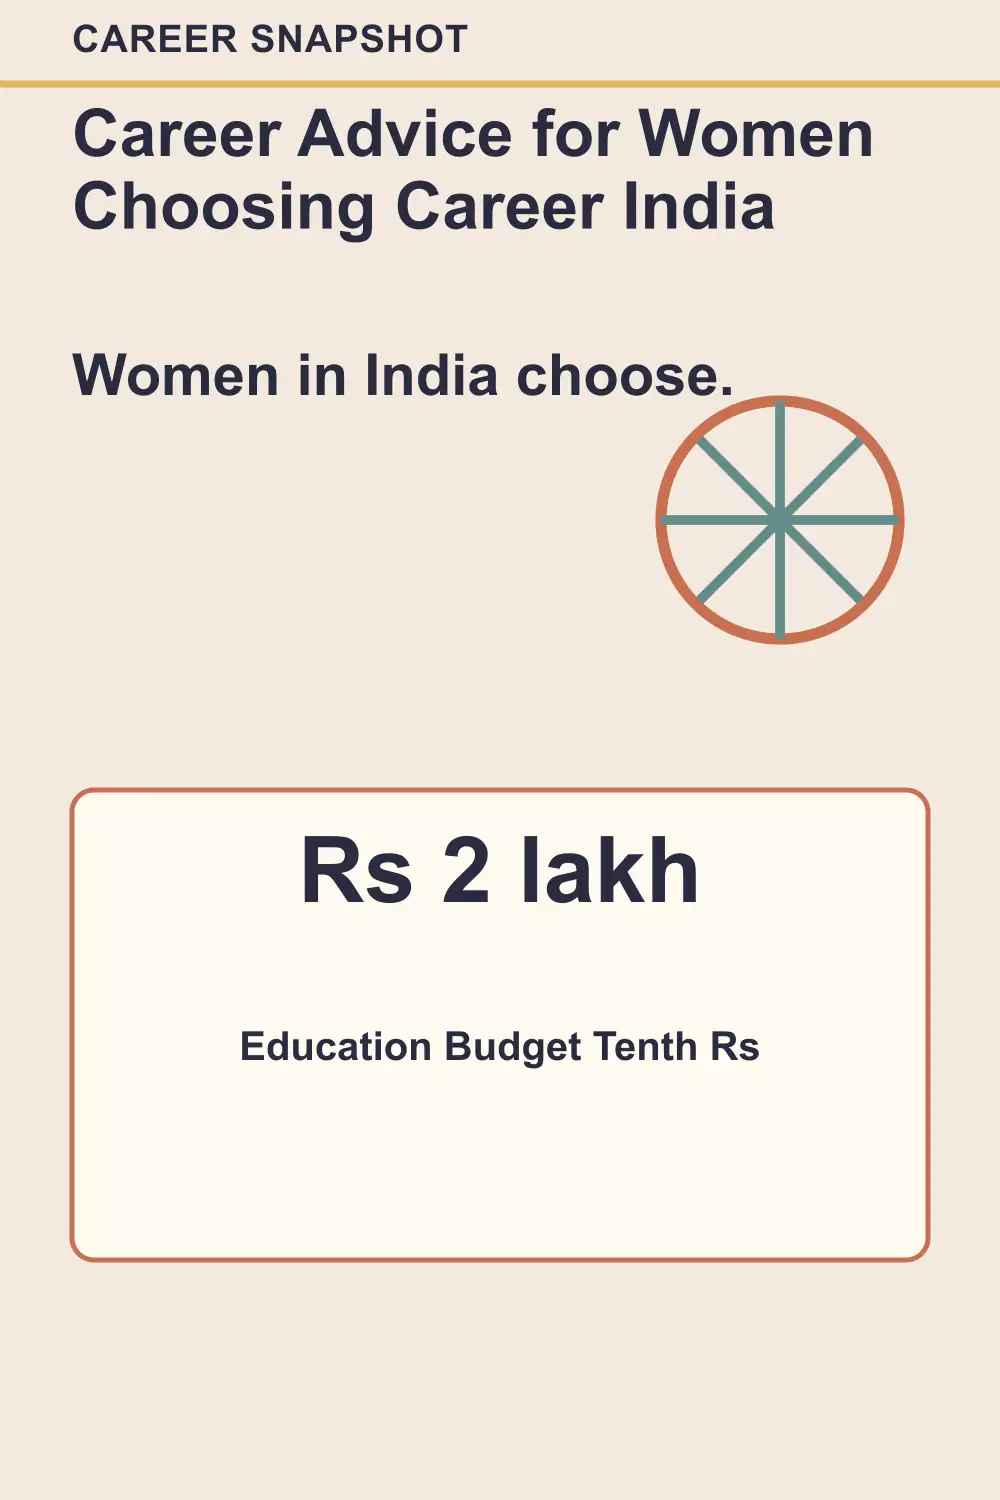 CAREER SNAPSHOT
Career Advice for Women
Choosing Career India
Women in India choose.
Rs 2 lakh
Education Budget Tenth Rs